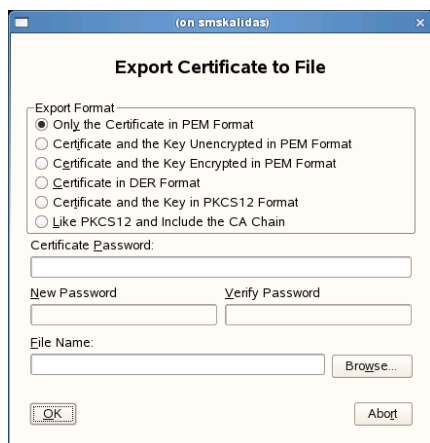 (on smskalidas)
Export Certificate to File
Export Format
Only the Certificate in PEM Format
Certificate and the Key Unencrypted in PEM Format
Certificate and the Key Encrypted in PEM Format
Certificate in DER Format
Certificate and the Key in PKCS12 Format
Like PKCS12 and Include the CA Chain
Certificate Password:
New Password Verify Password
File Name:
Browse...
OK Abort